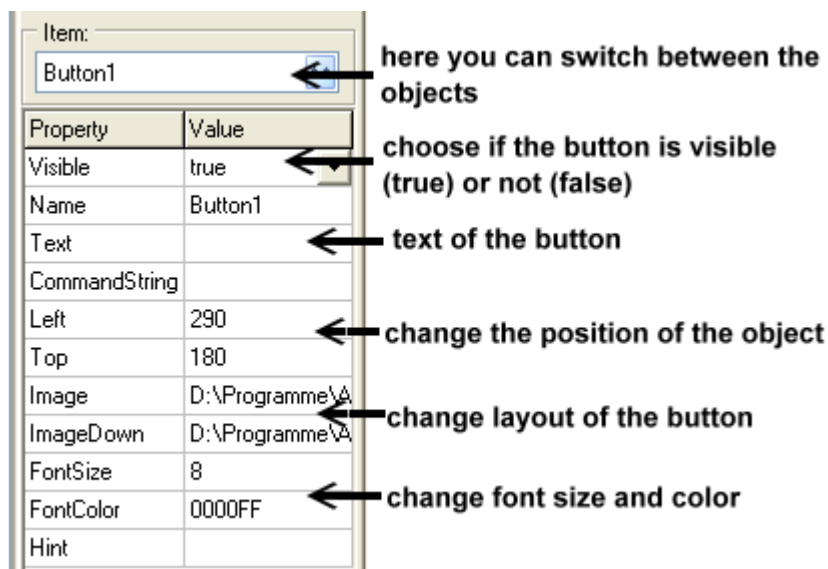 Item:
Button1
here you can switch between the
objects
Property Value
Visible true
choose if the button is visible
(true) or not (false)
Name Button1
Text
text of the button
CommandString
Left 290
Top 180
change the position of the object
Image D:\Programme\A
ImageDown D:\Programme\A
change layout of the button
FontSize 8
FontColor 0000FF
change font size and color
Hint